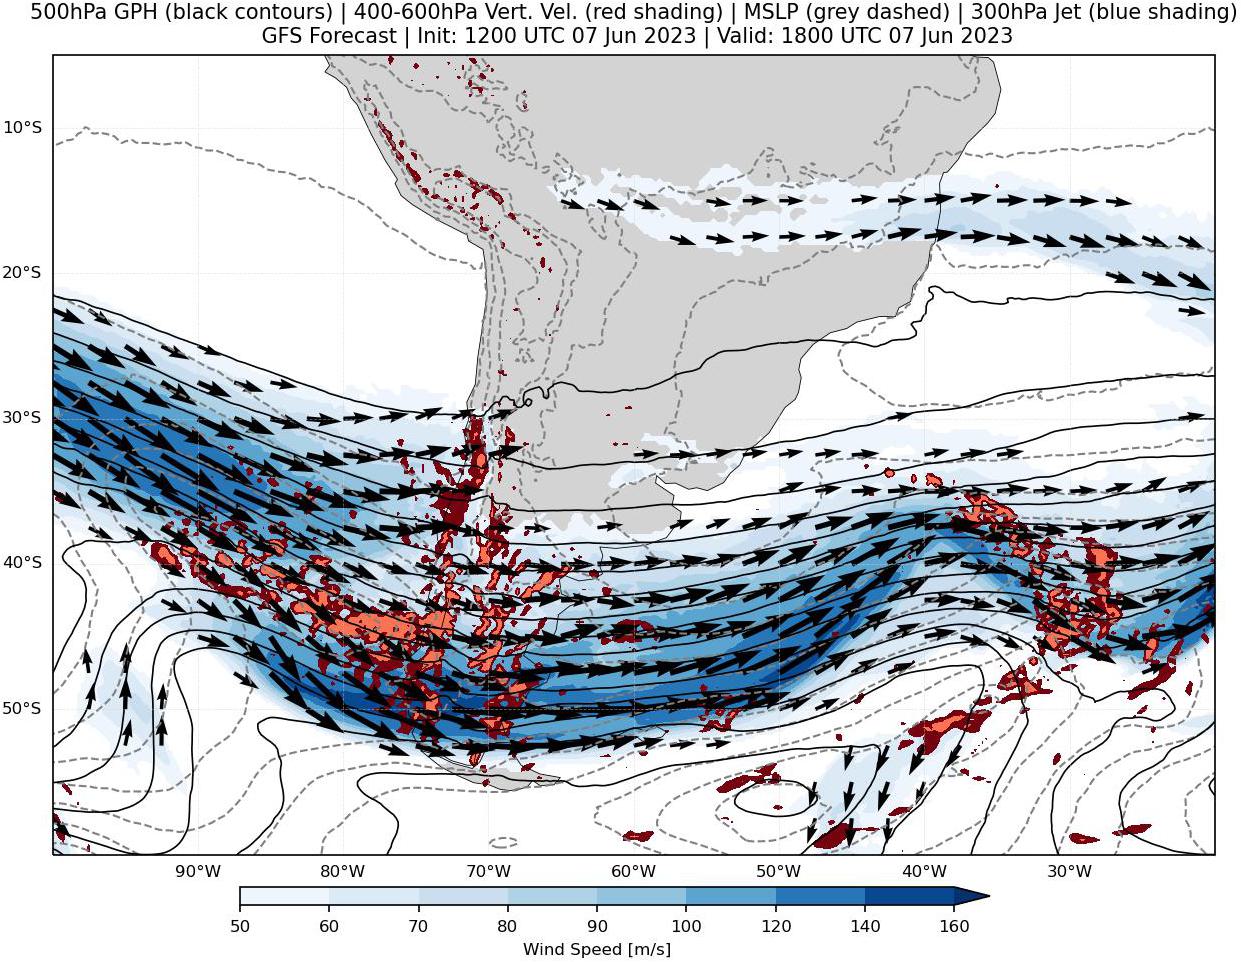 500hPa GPH (black contours) | 400-600hPa Vert. Vel. (red shading) | MSLP (grey dashed) | 300hPa Jet (blue shading)
GFS Forecast | Init: 1200 UTC 07 Jun 2023 | Valid: 1800 UTC 07 Jun 2023
10°S
20°S
30°S
40°S
50°S
90°W 80°W 70°W 60°W 50°W 40°W 30°W
50 60 70 80 90 100 120 140 160
Wind Speed [m/s]